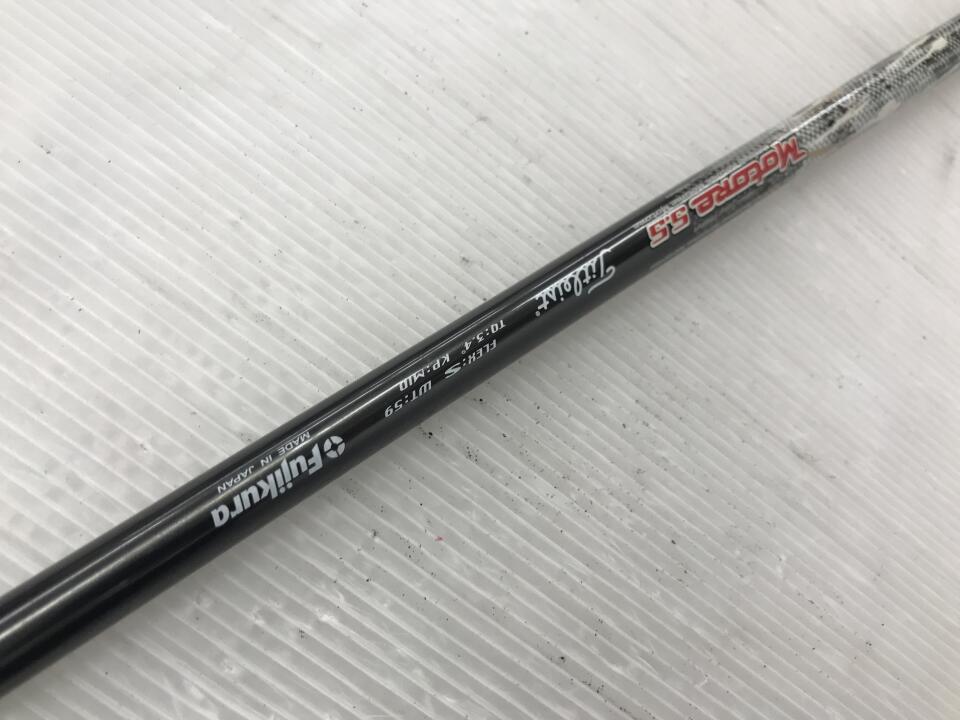 Motore 5.5
Titleist
FLEX:S WT:59
TQ:3.4° KP:MID
Fujikura
MADE IN JAPAN